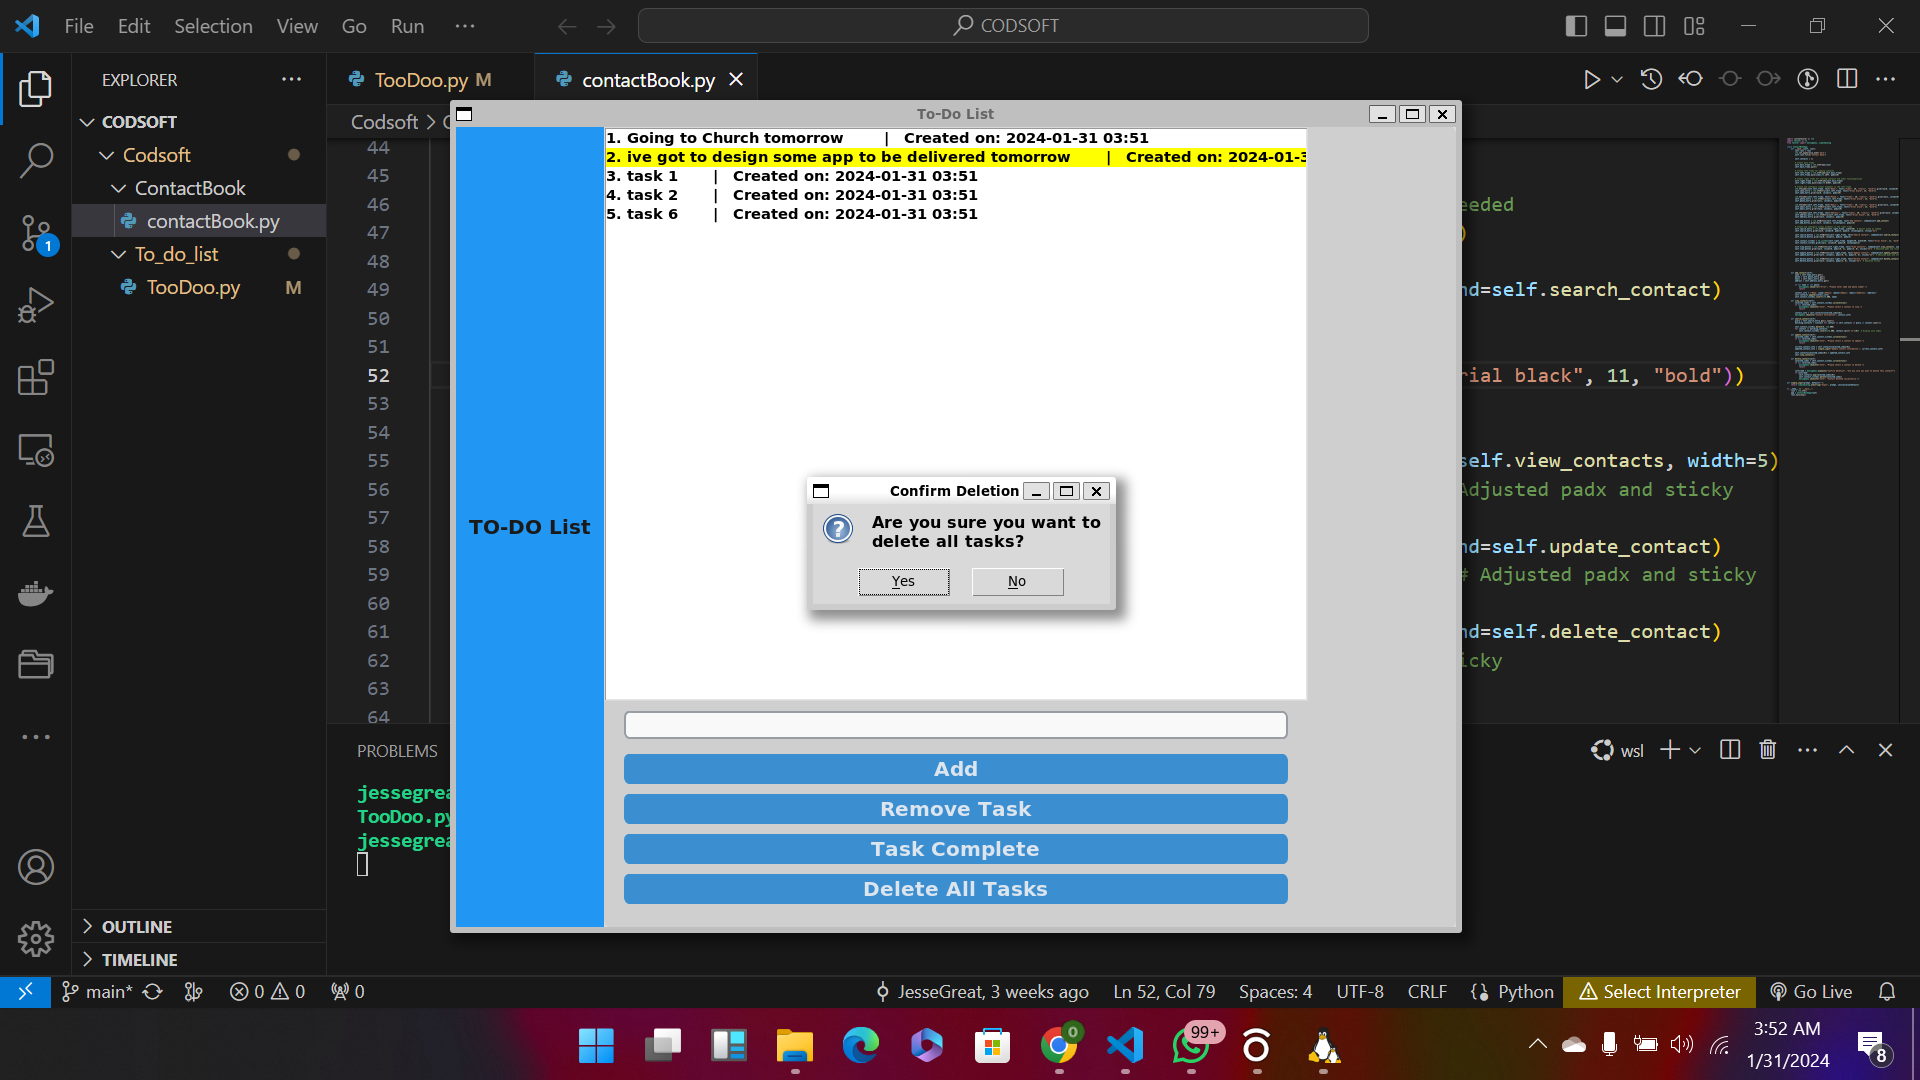 File Edit Selection View Go Run ···
CODSOFT
EXPLORER
TooDoo.py M
contactBook.py
CODSOFT
Codsoft
ContactBook
contactBook.py
To_do_list
TooDoo.py M
OUTLINE
TIMELINE
1
Codsoft >
44
45
46
47
48
49
50
51
52
53
54
55
56
57
58
59
60
61
62
63
64
To-Do List
TO-DO List
1. Going to Church tomorrow | Created on: 2024-01-31 03:51
2. ive got to design some app to be delivered tomorrow | Created on: 2024-01-3
3. task 1 | Created on: 2024-01-31 03:51
4. task 2 | Created on: 2024-01-31 03:51
5. task 6 | Created on: 2024-01-31 03:51
Confirm Deletion
Are you sure you want to
delete all tasks?
Yes No
Add
Remove Task
Task Complete
Delete All Tasks
eeded
)
nd=self.search_contact)
rial black", 11, "bold"))
self.view_contacts, width=5)
Adjusted padx and sticky
nd=self.update_contact)
# Adjusted padx and sticky
nd=self.delete_contact)
icky
PROBLEMS
wsl
jessegrea
TooDoo.py
jessegrea
main* 0 0 0
JesseGreat, 3 weeks ago Ln 52, Col 79 Spaces: 4 UTF-8 CRLF Python Select Interpreter Go Live
0
99+
3:52 AM
1/31/2024
8